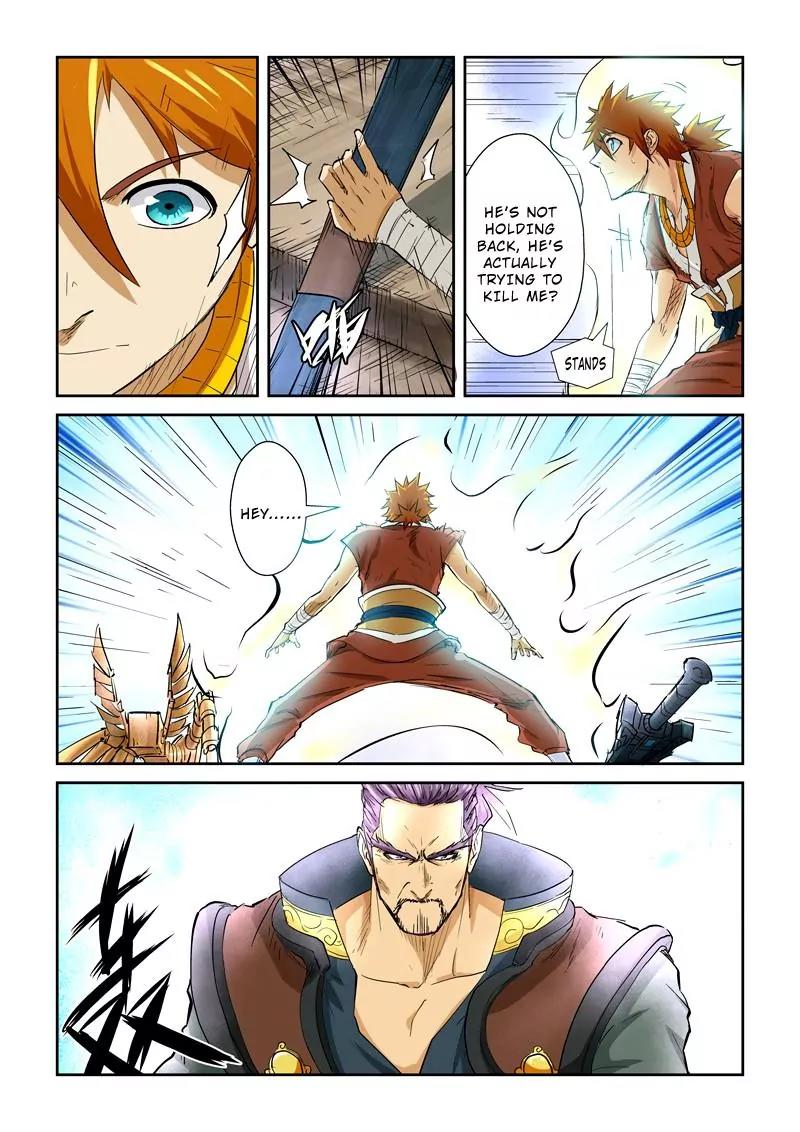 HE'S NOT
HOLDING
BACK, HE'S
ACTUALLY
TRYING TO
KILL ME?
STANDS
HEY......